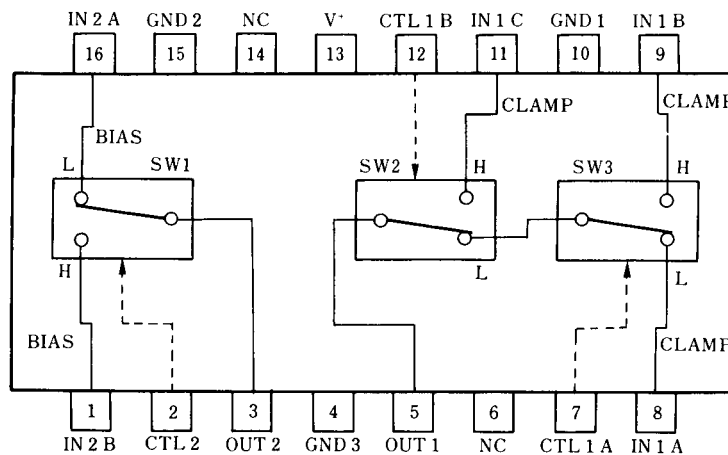 IN 2 A GND 2 NC V+ CTL 1 B IN 1 C GND 1 IN 1 B
16 15 14 13 12 11 10 9
CLAMP CLAMP
BIAS
L SW1 SW2 H SW3 H
H L L
BIAS CLAMP
1 2 3 4 5 6 7 8
IN 2 B CTL 2 OUT 2 GND 3 OUT 1 NC CTL 1 A IN 1 A